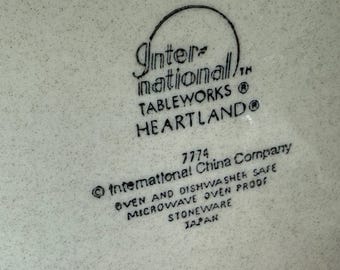 Inter-
national™
TABLEWORKS®
HEARTLAND®
7774
© International China Company
OVEN AND DISHWASHER SAFE
MICROWAVE OVEN PROOF
STONEWARE
JAPAN